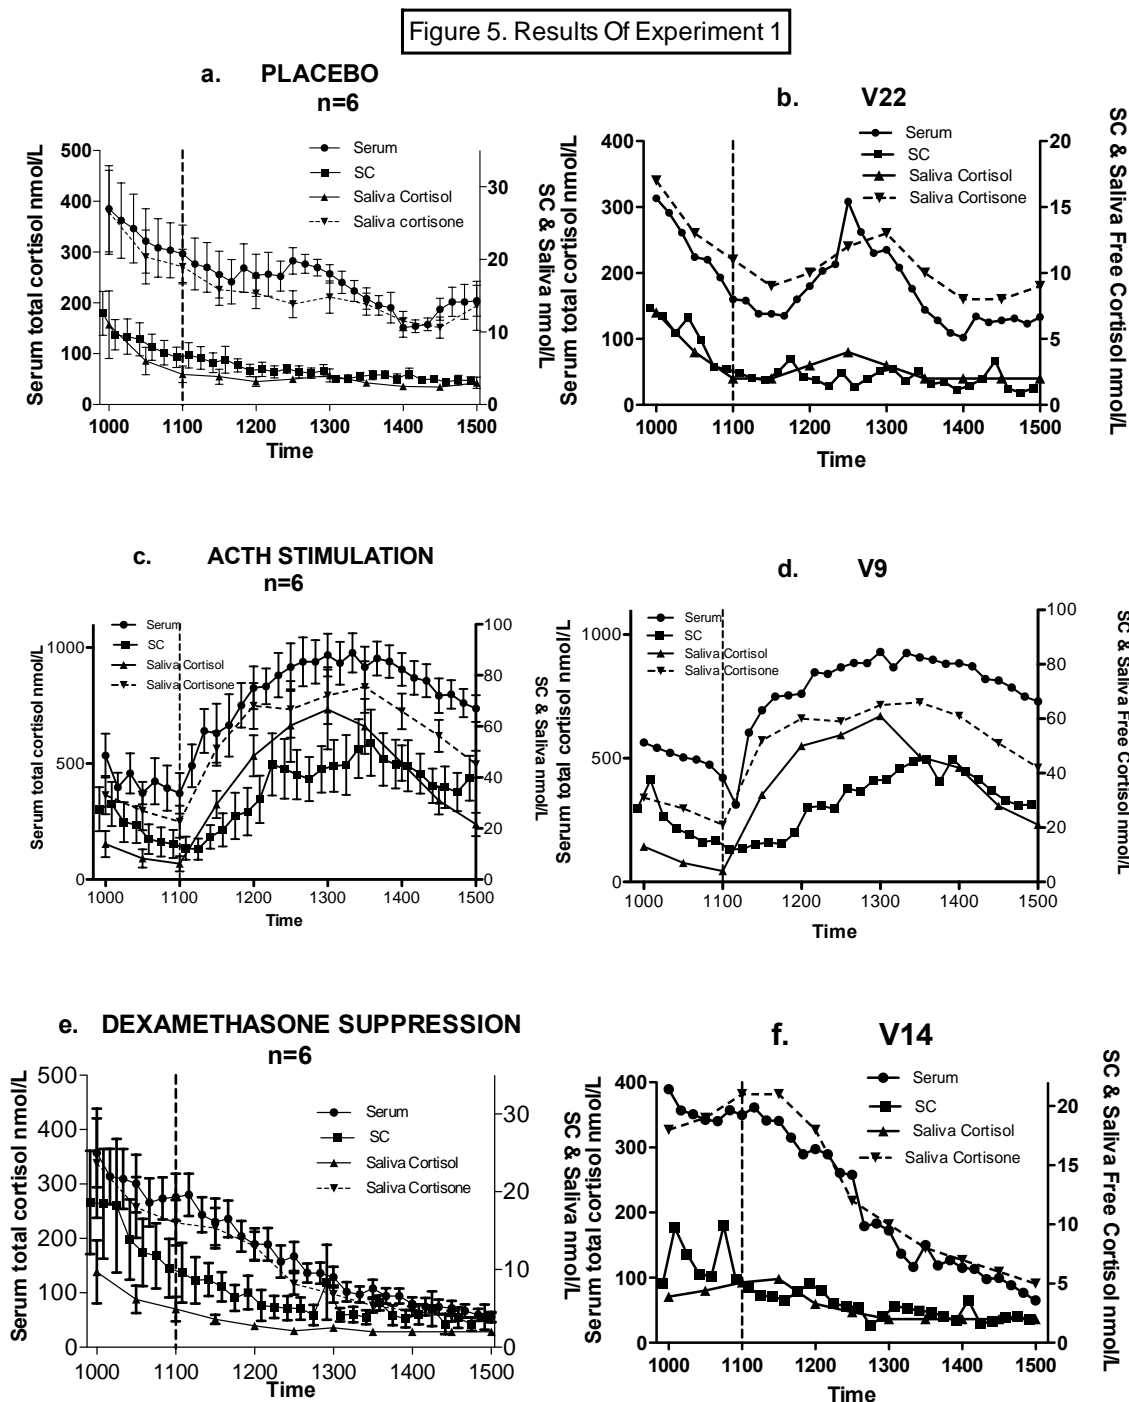 Figure 5. Results Of Experiment 1
a. PLACEBO
n=6
Serum
SC
Saliva Cortisol
Saliva cortisone
500
400
300
200
100
0
30
20
10
0
Serum total cortisol nmol/L
SC & Saliva nmol/L
1000 1100 1200 1300 1400 1500
Time
b. V22
Serum
SC
Saliva Cortisol
Saliva Cortisone
400
300
200
100
0
20
15
10
5
0
Serum total cortisol nmol/L
SC & Saliva Free Cortisol nmol/L
1000 1100 1200 1300 1400 1500
Time
c. ACTH STIMULATION
n=6
Serum
SC
Saliva Cortisol
Saliva Cortisone
1000
500
0
100
80
60
40
20
0
Serum total cortisol nmol/L
SC & Saliva nmol/L
1000 1100 1200 1300 1400 1500
Time
d. V9
Serum
SC
Saliva Cortisol
Saliva Cortisone
1000
500
0
100
80
60
40
20
0
Serum total cortisol nmol/L
SC & Saliva Free Cortisol nmol/L
1000 1100 1200 1300 1400 1500
Time
e. DEXAMETHASONE SUPPRESSION
n=6
Serum
SC
Saliva Cortisol
Saliva Cortisone
500
400
300
200
100
0
30
20
10
0
Serum total cortisol nmol/L
SC & Saliva nmol/L
1000 1100 1200 1300 1400 1500
Time
f. V14
Serum
SC
Saliva Cortisol
Saliva Cortisone
400
300
200
100
0
20
15
10
5
0
Serum total cortisol nmol/L
SC & Saliva Free Cortisol nmol/L
1000 1100 1200 1300 1400 1500
Time